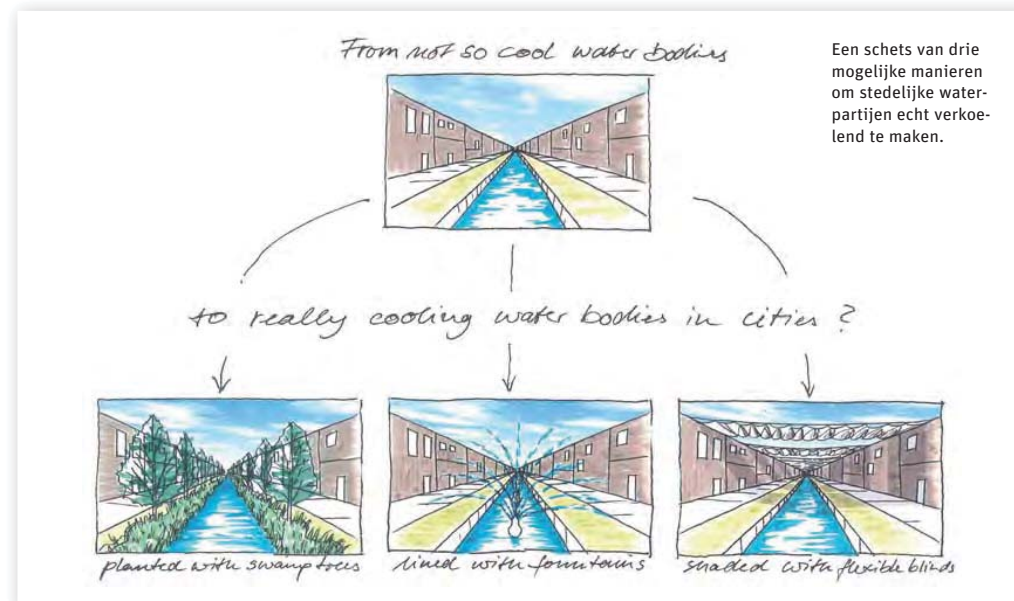 From not so cool water bodies
Een schets van drie
mogelijke manieren
om stedelijke water-
partijen echt verkoe-
lend te maken.
to really cooling water bodies in cities ?
planted with swamp trees
lined with fountains
shaded with flexible blinds